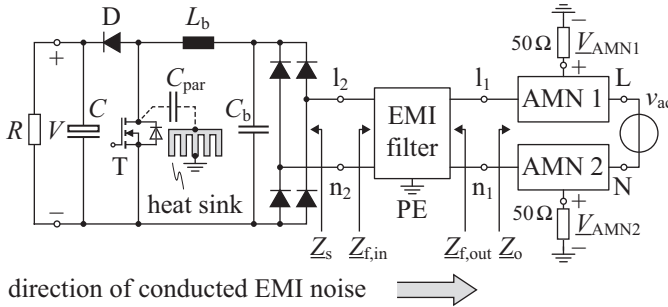 D
L_b
R
+
V
−
C
T
C_par
heat sink
C_b
l_2
n_2
EMI
filter
PE
l_1
n_1
50 Ω
V_AMN1
+
AMN 1
L
v_ac
AMN 2
N
50 Ω
+
V_AMN2
Z_s
Z_f,in
Z_f,out
Z_o
direction of conducted EMI noise